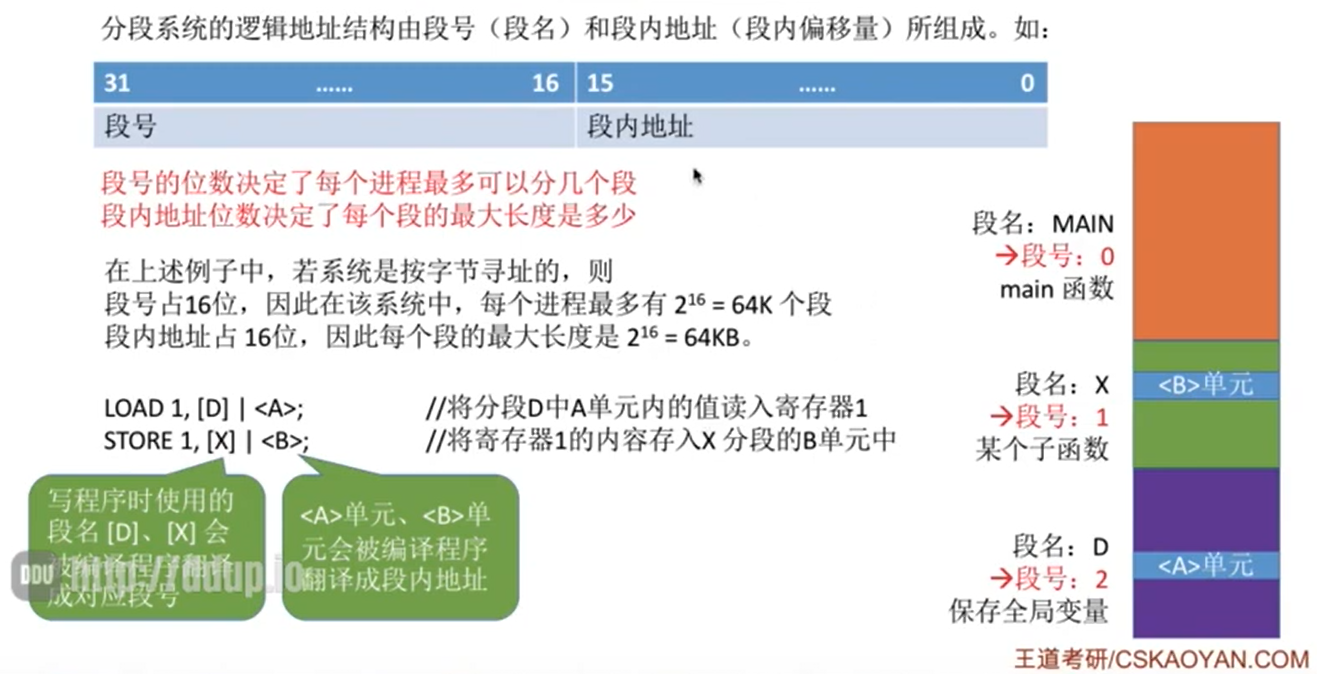 分段系统的逻辑地址结构由段号（段名）和段内地址（段内偏移量）所组成。如：
31 …… 16 15 …… 0
段号 段内地址
段号的位数决定了每个进程最多可以分几个段
段内地址位数决定了每个段的最大长度是多少
在上述例子中，若系统是按字节寻址的，则
段号占16位，因此在该系统中，每个进程最多有 2¹⁶ = 64K 个段
段内地址占 16位，因此每个段的最大长度是 2¹⁶ = 64KB。
LOAD 1, [D] | <A>; //将分段D中A单元内的值读入寄存器1
STORE 1, [X] | <B>; //将寄存器1的内容存入X 分段的B单元中
写程序时使用的
段名 [D]、[X] 会
被编译程序翻译
成对应段号
<A>单元、<B>单
元会被编译程序
翻译成段内地址
段名：MAIN
→段号：0
main 函数
段名：X
→段号：1
某个子函数
<B>单元
段名：D
→段号：2
保存全局变量
<A>单元
DDU http://ddup.io
王道考研/CSKAOYAN.COM